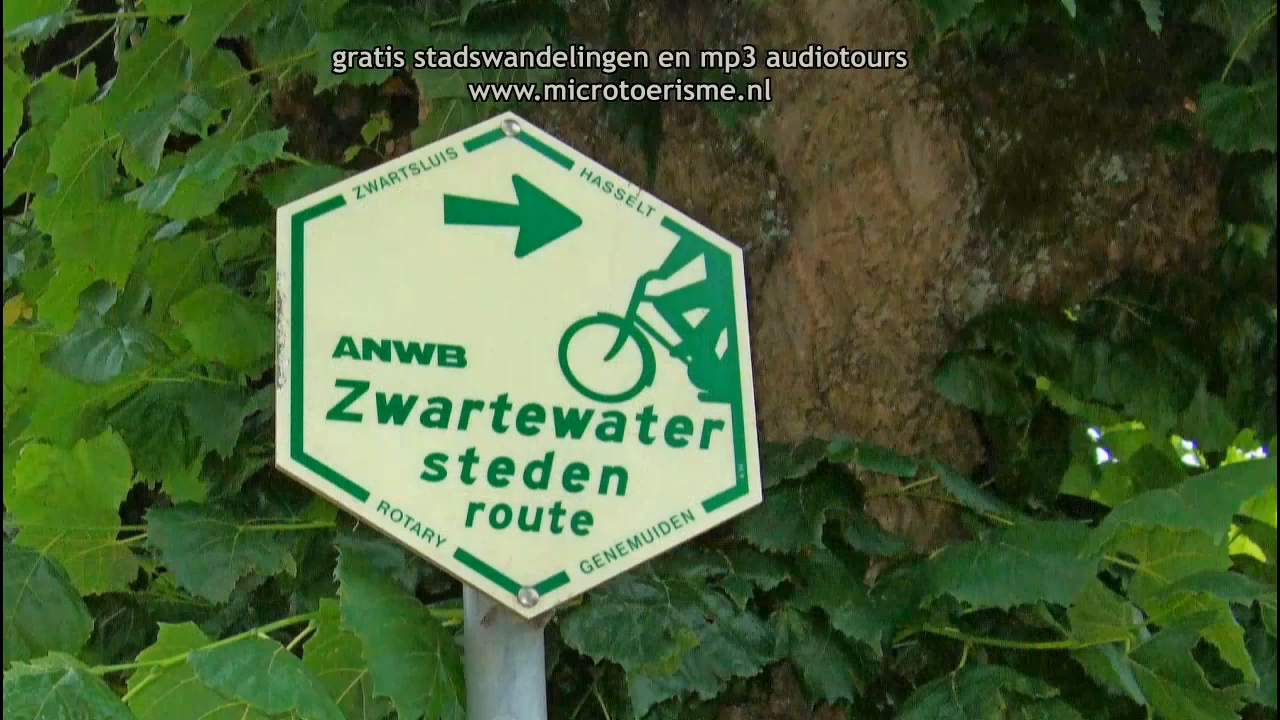 gratis stadswandelingen en mp3 audiotours
www.microtoerisme.nl
ZWARTSLUIS
HASSELT
ANWB
Zwartewater
steden
route
ROTARY
GENEMUIDEN